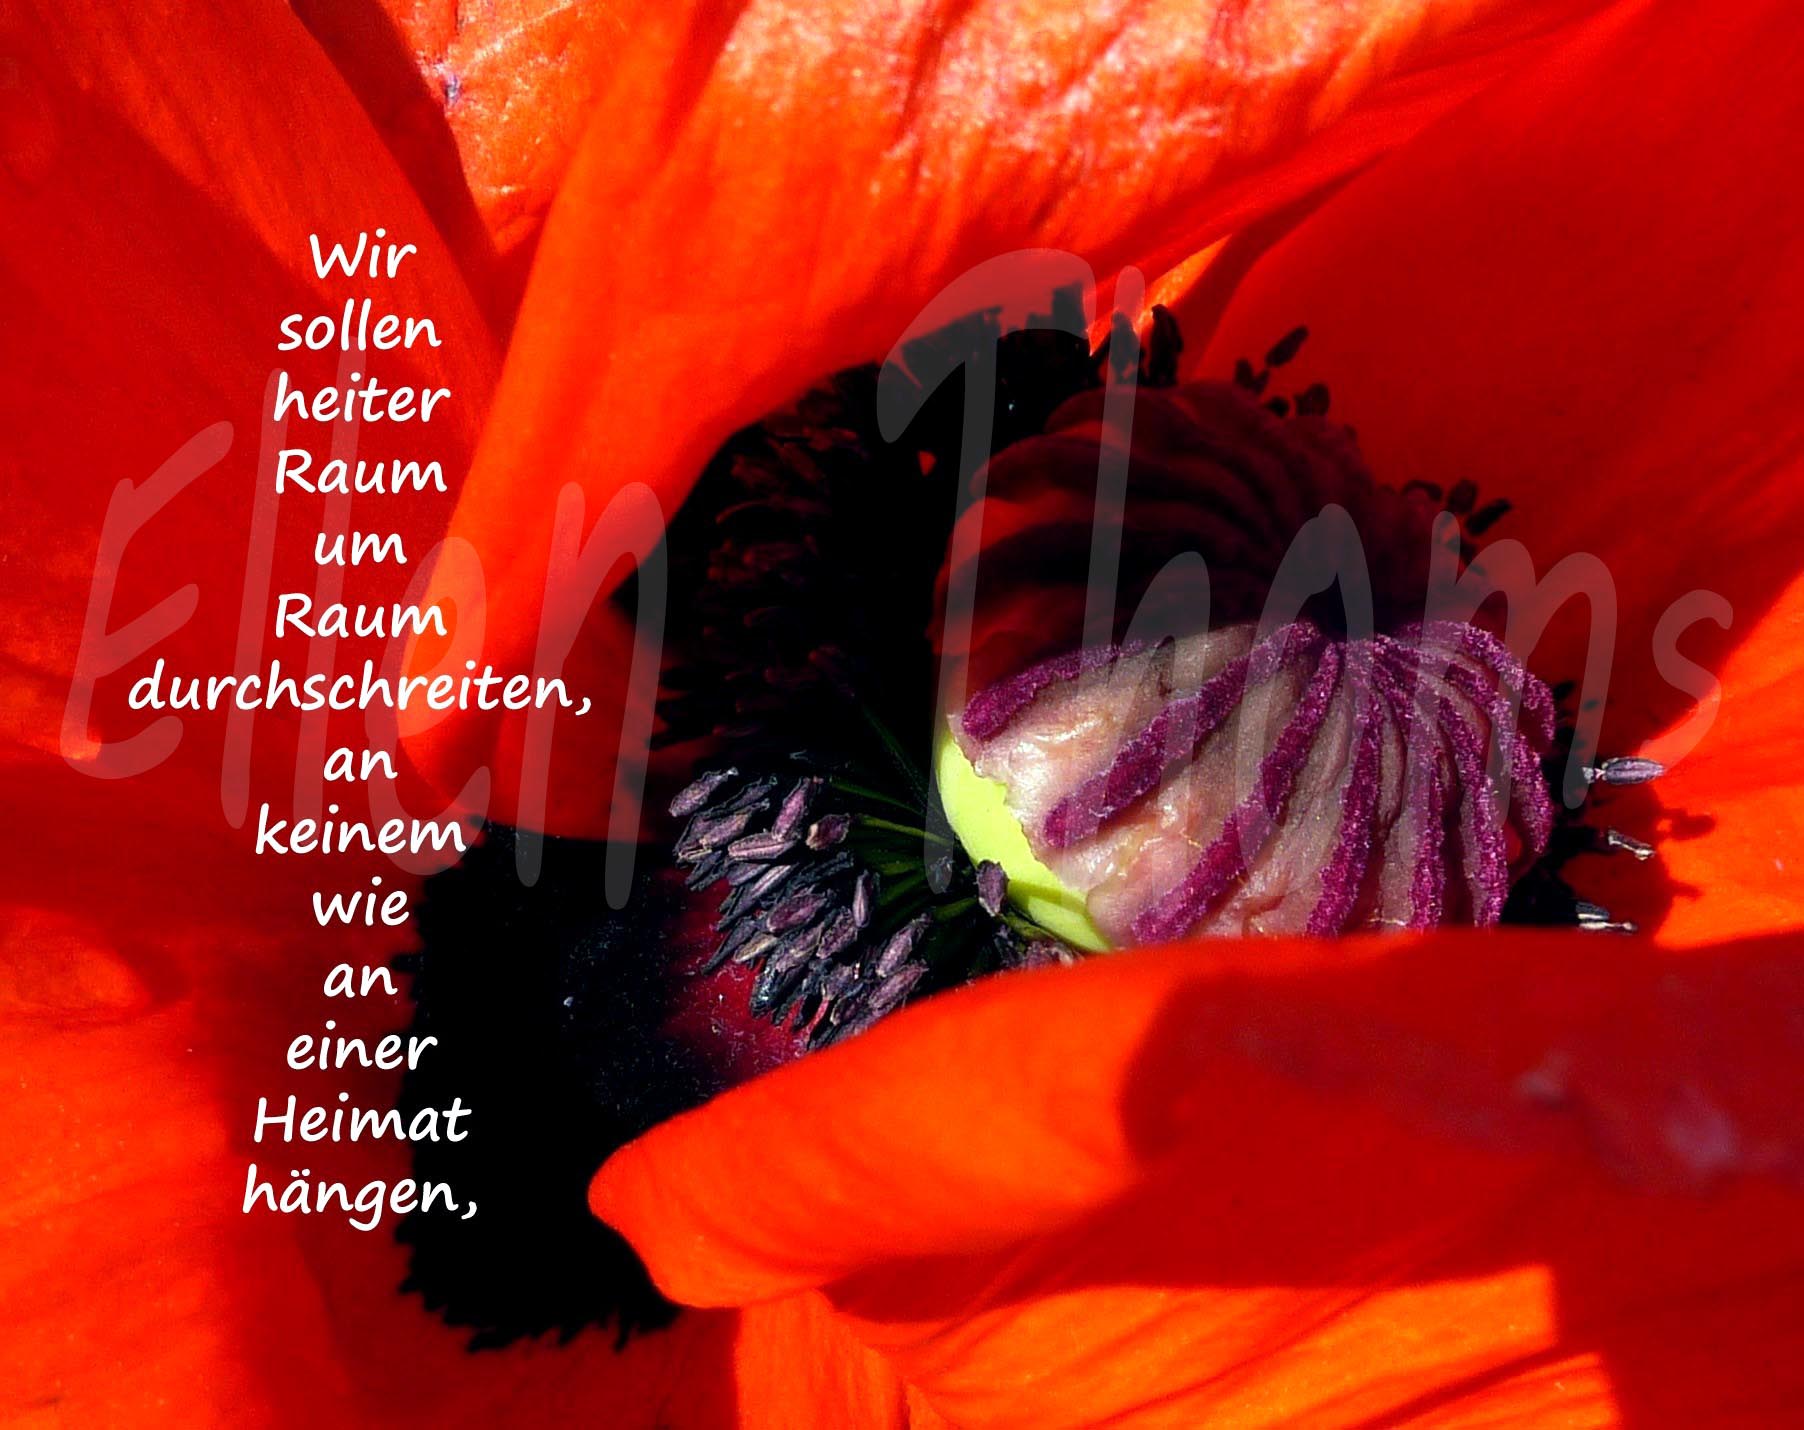 Wir
sollen
heiter
Raum
um
Raum
durchschreiten,
an
keinem
wie
an
einer
Heimat
hängen,
Ellen Thoms